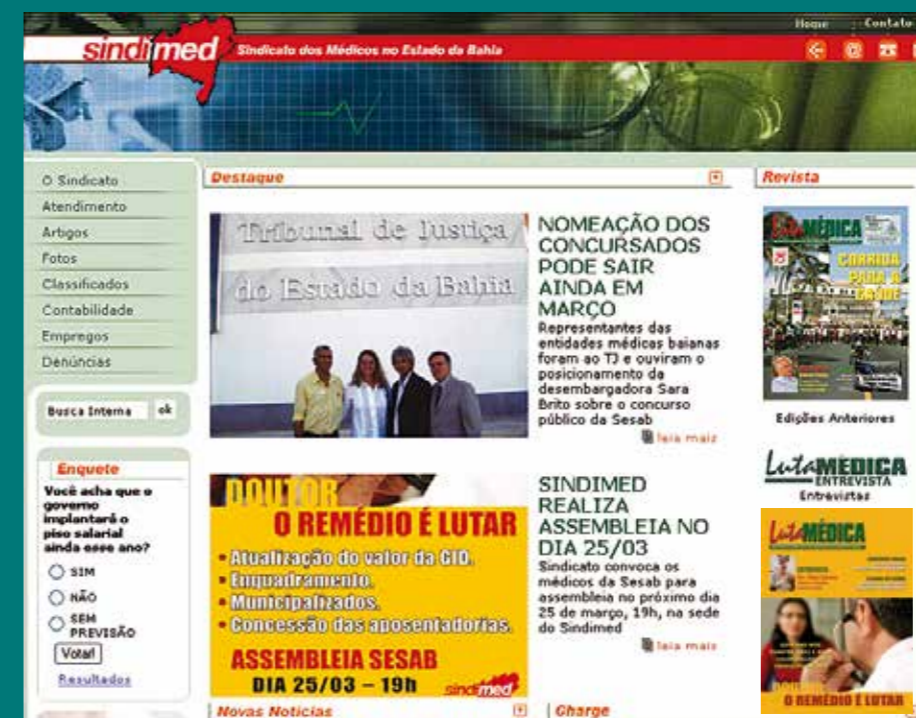 Home
Contato
sindimed
Sindicato dos Médicos no Estado da Bahia
O Sindicato
Atendimento
Artigos
Fotos
Classificados
Contabilidade
Empregos
Denúncias
Busca Interna
ok
Enquete
Você acha que o
governo
implantará o
piso salarial
ainda esse ano?
SIM
NÃO
SEM
PREVISÃO
Votar!
Resultados
Destaque
Tribunal de Justiça
do Estado da Bahia
NOMEAÇÃO DOS
CONCURSADOS
PODE SAIR
AINDA EM
MARÇO
Representantes das
entidades médicas baianas
foram ao TJ e ouviram o
posicionamento da
desembargadora Sara
Brito sobre o concurso
público da Sesab
leia mais
DOUTOR
O REMÉDIO É LUTAR
• Atualização do valor da GID.
• Enquadramento.
• Municipalizados.
• Concessão das aposentadorias.
ASSEMBLEIA SESAB
DIA 25/03 – 19h
sindimed
SINDIMED
REALIZA
ASSEMBLEIA NO
DIA 25/03
Sindicato convoca os
médicos da Sesab para
assembleia no próximo dia
25 de março, 19h, na sede
do Sindimed
leia mais
Novas Notícias
Charge
Revista
LutaMÉDICA
CORRIDA
PARA A
SAÚDE
Edições Anteriores
LutaMÉDICA
ENTREVISTA
Entrevistas
LutaMÉDICA
DOUTOR
O REMÉDIO É LUTAR